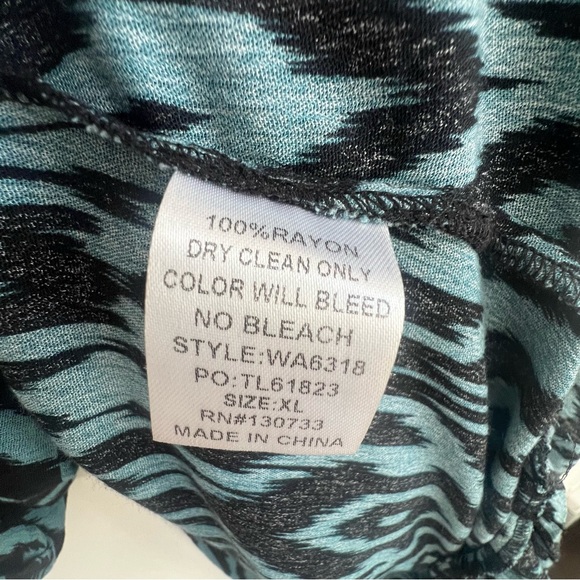 100%RAYON
DRY CLEAN ONLY
COLOR WILL BLEED
NO BLEACH
STYLE:WA6318
PO:TL61823
SIZE:XL
RN#130733
MADE IN CHINA